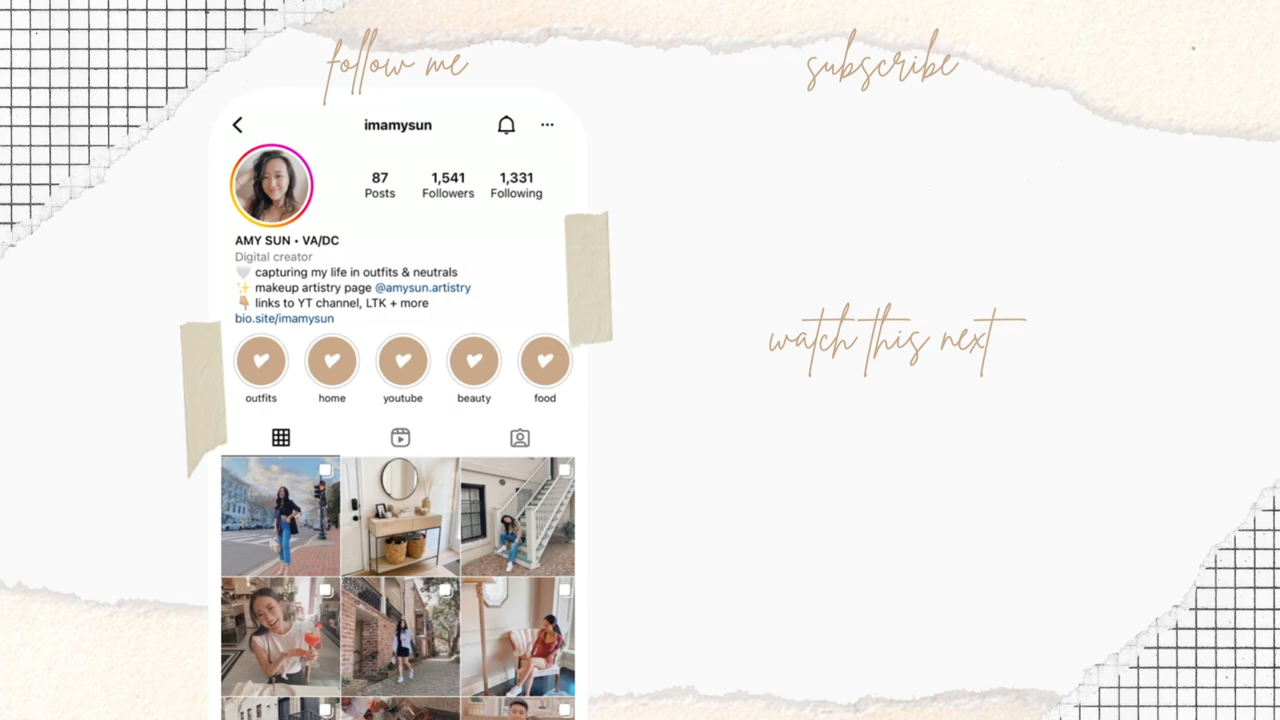 follow me
subscribe
imamysun
87 1,541 1,331
Posts Followers Following
AMY SUN • VA/DC
Digital creator
🤍 capturing my life in outfits & neutrals
✨ makeup artistry page @amysun.artistry
👇🏼 links to YT channel, LTK + more
bio.site/imamysun
outfits home youtube beauty food
watch this next